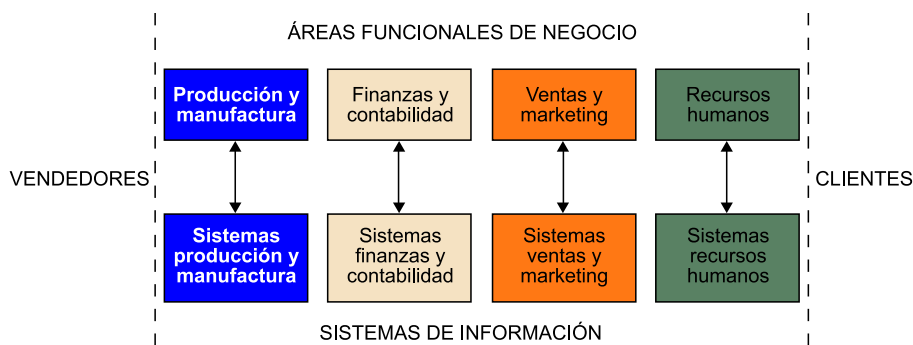 ÁREAS FUNCIONALES DE NEGOCIO
Producción y
manufactura
Finanzas y
contabilidad
Ventas y
marketing
Recursos
humanos
VENDEDORES
CLIENTES
Sistemas
producción y
manufactura
Sistemas
finanzas y
contabilidad
Sistemas
ventas y
marketing
Sistemas
recursos
humanos
SISTEMAS DE INFORMACIÓN